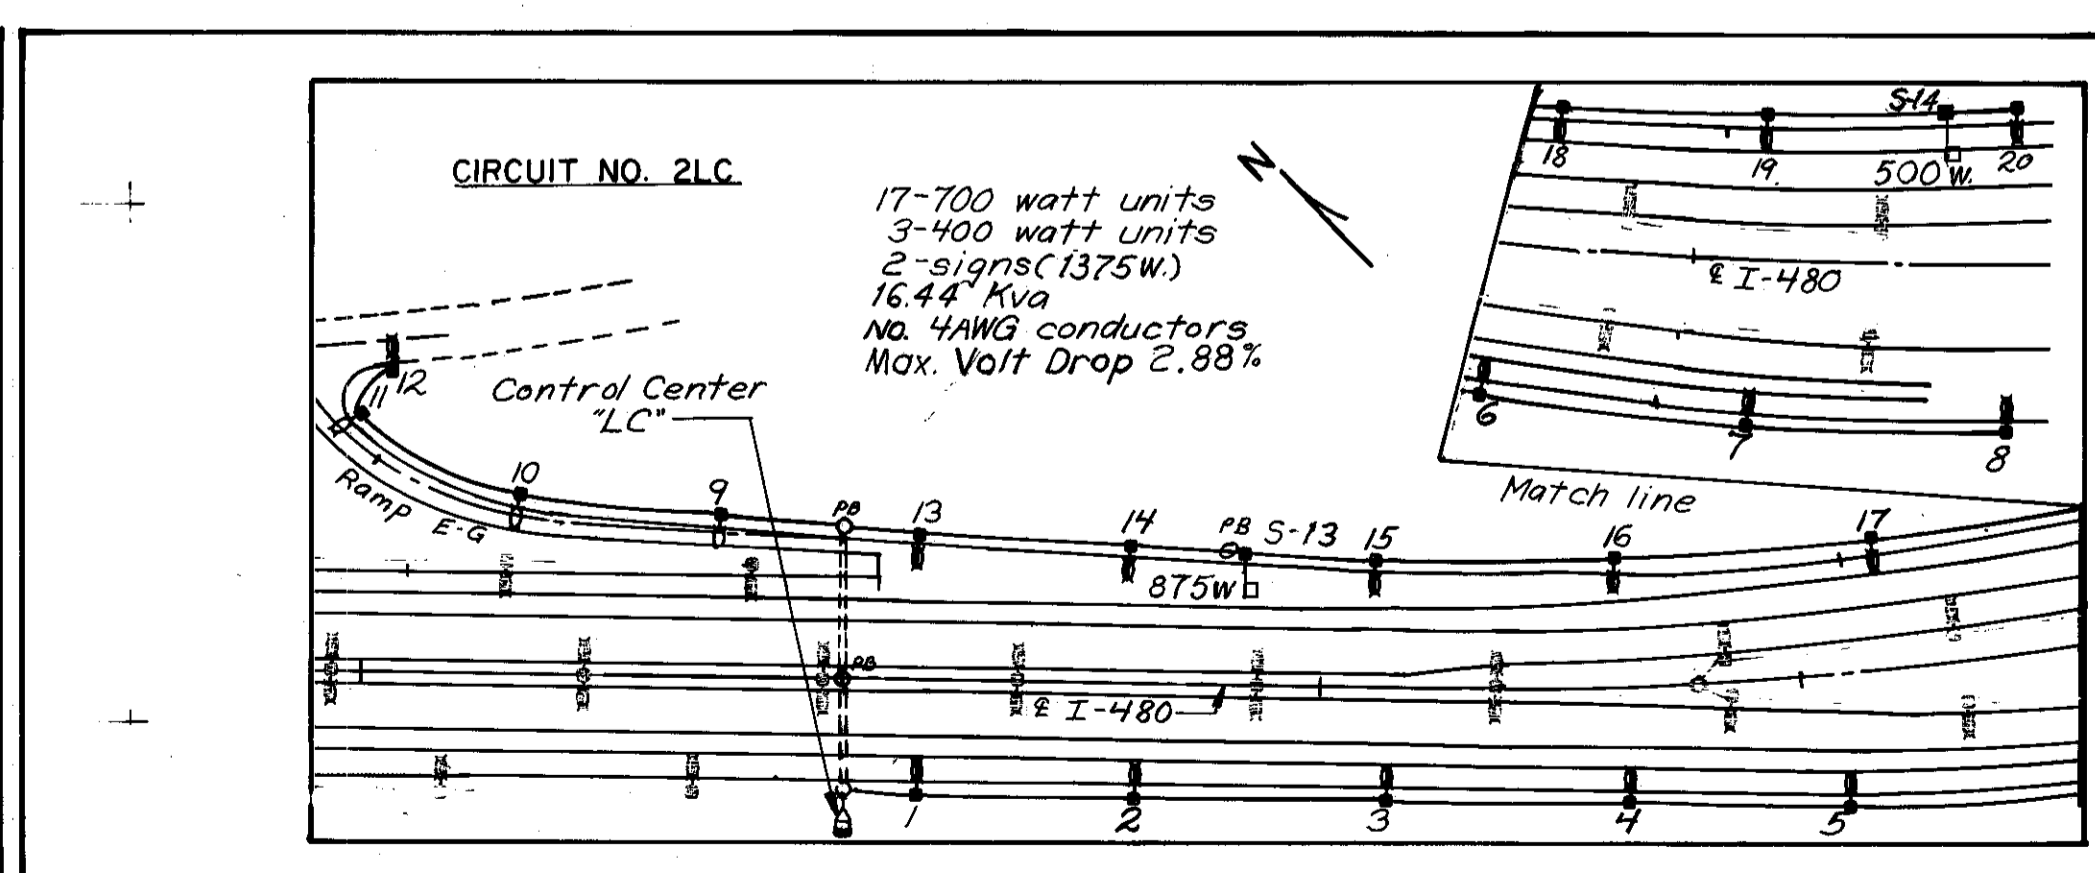 CIRCUIT NO. 2LC
17-700 watt units
3-400 watt units
2-signs (1375W.)
16.44 Kva
No. 4AWG conductors
Max. Volt Drop 2.88%
N
S-14
18
19.
500 W.
20
℄ I-480
6
7
8
Match line
Control Center
"LC"
12
11
10
9
PB
13
14
PB
S-13
15
16
17
Ramp E-G
875W
PB
℄ I-480
1
2
3
4
5